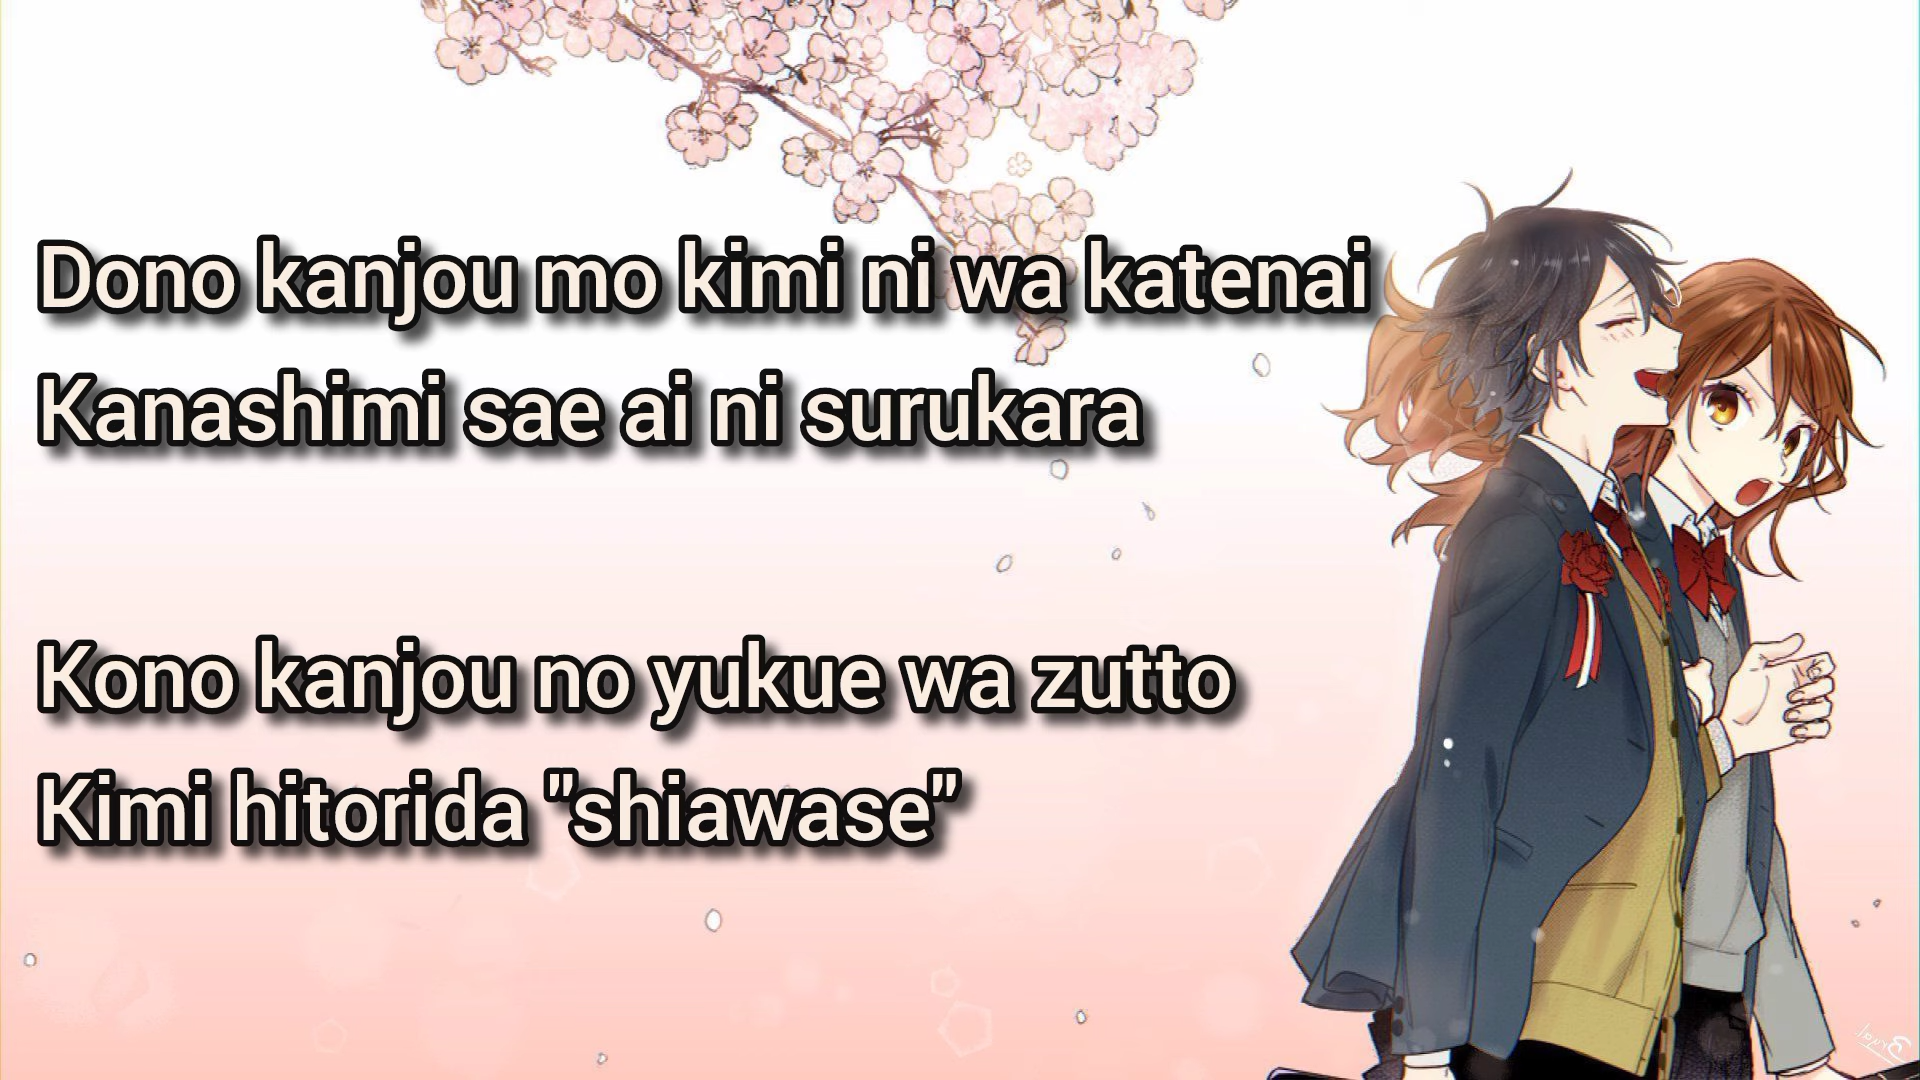 Dono kanjou mo kimi ni wa katenai
Kanashimi sae ai ni surukara
Kono kanjou no yukue wa zutto
Kimi hitorida "shiawase"